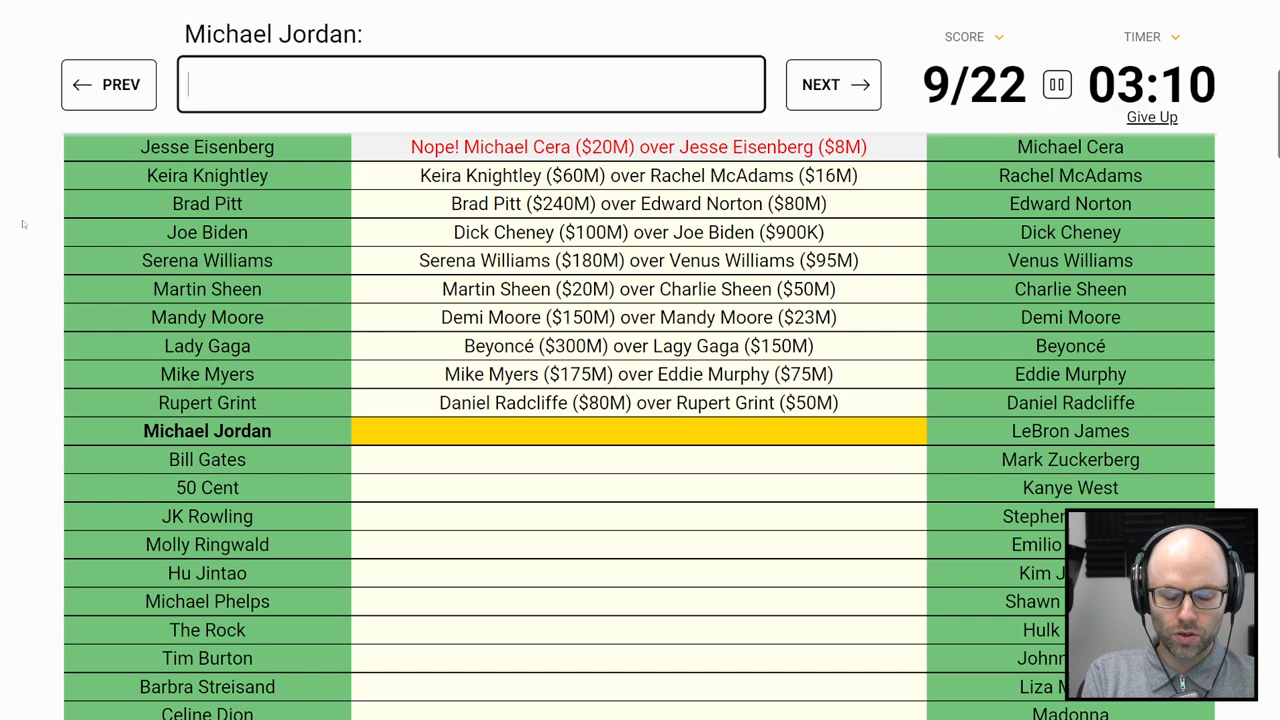 Michael Jordan:
SCORE
TIMER
PREV
NEXT
9/22
03:10
Give Up
Jesse Eisenberg Nope! Michael Cera ($20M) over Jesse Eisenberg ($8M) Michael Cera
Keira Knightley Keira Knightley ($60M) over Rachel McAdams ($16M) Rachel McAdams
Brad Pitt Brad Pitt ($240M) over Edward Norton ($80M) Edward Norton
Joe Biden Dick Cheney ($100M) over Joe Biden ($900K) Dick Cheney
Serena Williams Serena Williams ($180M) over Venus Williams ($95M) Venus Williams
Martin Sheen Martin Sheen ($20M) over Charlie Sheen ($50M) Charlie Sheen
Mandy Moore Demi Moore ($150M) over Mandy Moore ($23M) Demi Moore
Lady Gaga Beyoncé ($300M) over Lagy Gaga ($150M) Beyoncé
Mike Myers Mike Myers ($175M) over Eddie Murphy ($75M) Eddie Murphy
Rupert Grint Daniel Radcliffe ($80M) over Rupert Grint ($50M) Daniel Radcliffe
Michael Jordan LeBron James
Bill Gates Mark Zuckerberg
50 Cent Kanye West
JK Rowling Stephen
Molly Ringwald Emilio
Hu Jintao Kim J
Michael Phelps Shawn
The Rock Hulk
Tim Burton John
Barbra Streisand Liza M
Celine Dion Madonna